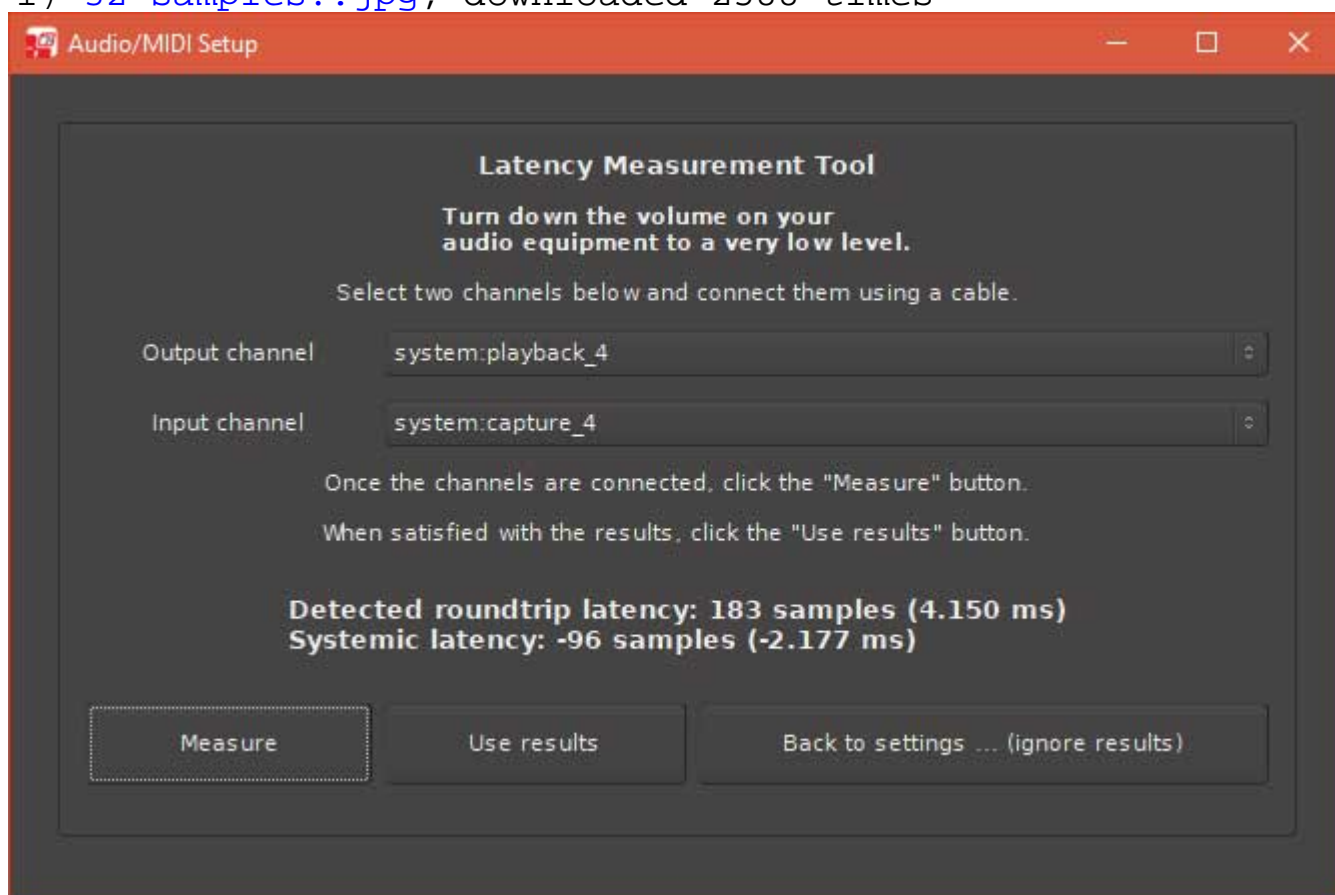 Audio/MIDI Setup
Latency Measurement Tool
Turn down the volume on your
audio equipment to a very low level.
Select two channels below and connect them using a cable.
Output channel system:playback_4
Input channel system:capture_4
Once the channels are connected, click the "Measure" button.
When satisfied with the results, click the "Use results" button.
Detected roundtrip latency: 183 samples (4.150 ms)
Systemic latency: -96 samples (-2.177 ms)
Measure Use results Back to settings ... (ignore results)